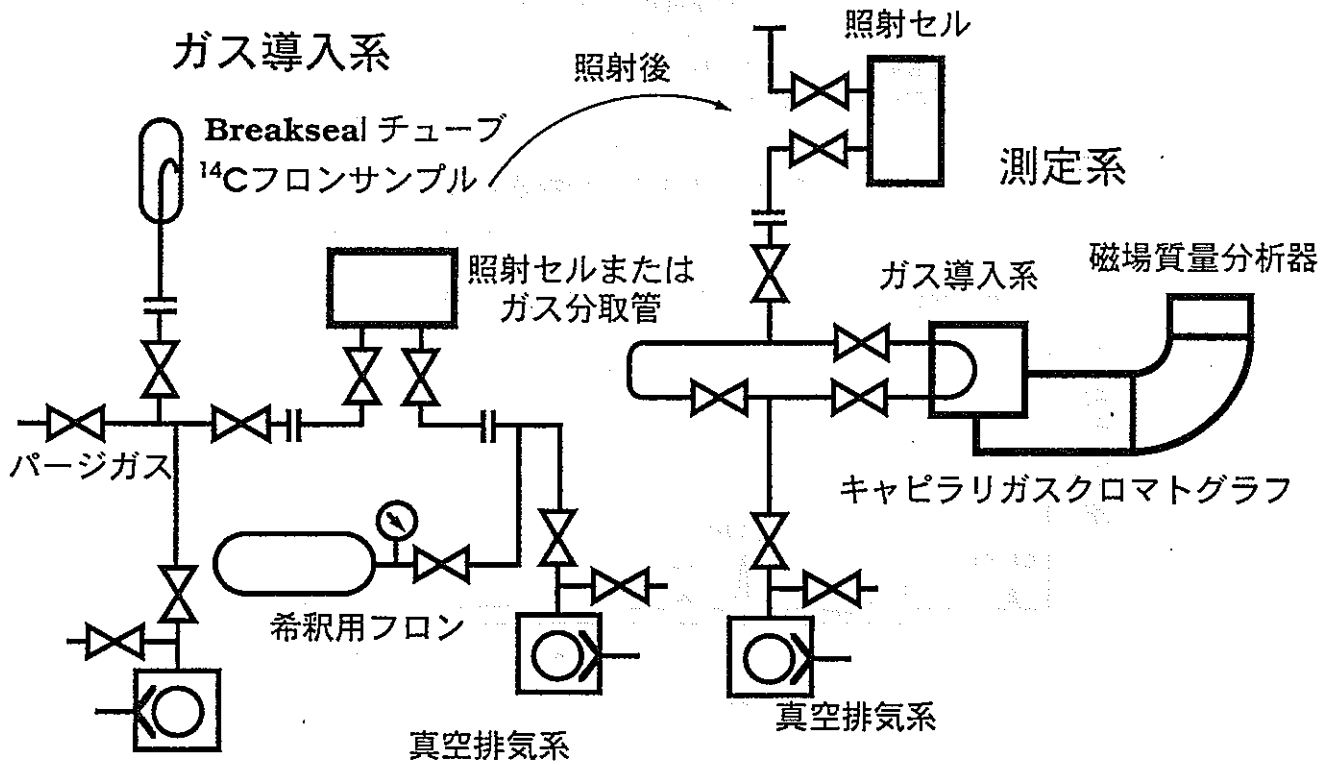 ガス導入系
Breakseal チューブ
¹⁴Cフロンサンプル
照射後
照射セル
測定系
照射セルまたは
ガス分取管
ガス導入系
磁場質量分析器
パージガス
キャピラリガスクロマトグラフ
希釈用フロン
真空排気系
真空排気系